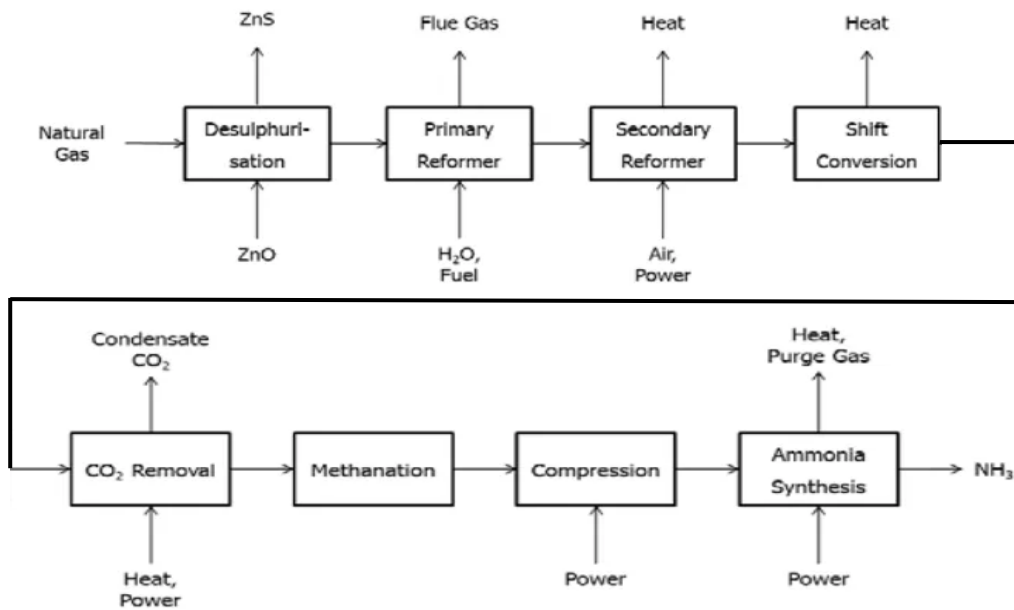 ZnS
Flue Gas
Heat
Heat
Natural
Gas
Desulphuri-
sation
Primary
Reformer
Secondary
Reformer
Shift
Conversion
ZnO
H₂O,
Fuel
Air,
Power
Condensate
CO₂
Heat,
Purge Gas
CO₂ Removal
Methanation
Compression
Ammonia
Synthesis
NH₃
Heat,
Power
Power
Power